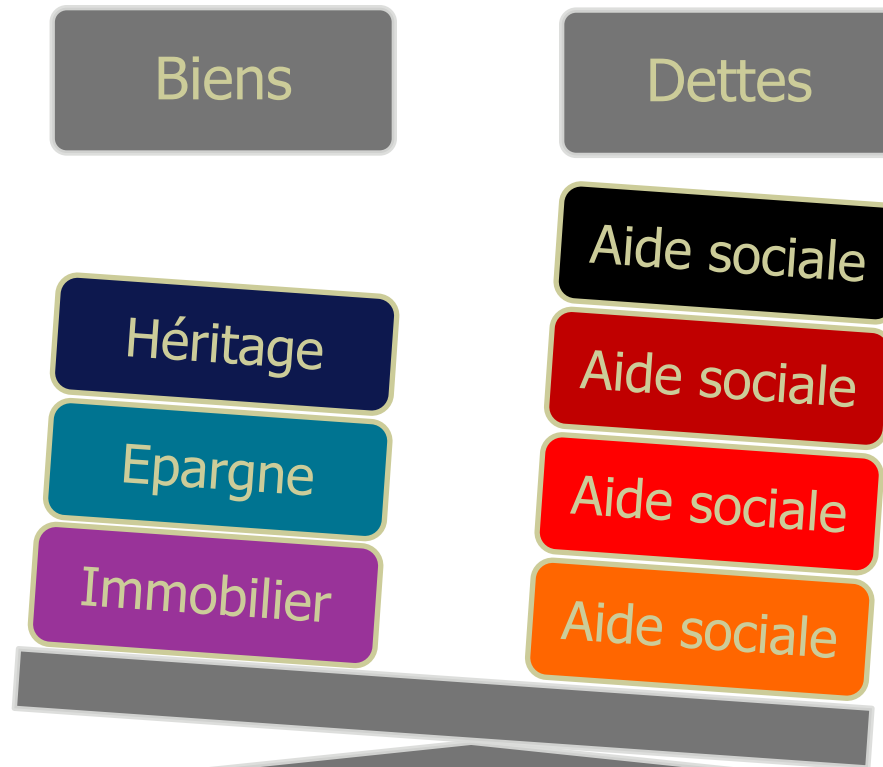 Biens
Dettes
Héritage
Epargne
Immobilier
Aide sociale
Aide sociale
Aide sociale
Aide sociale